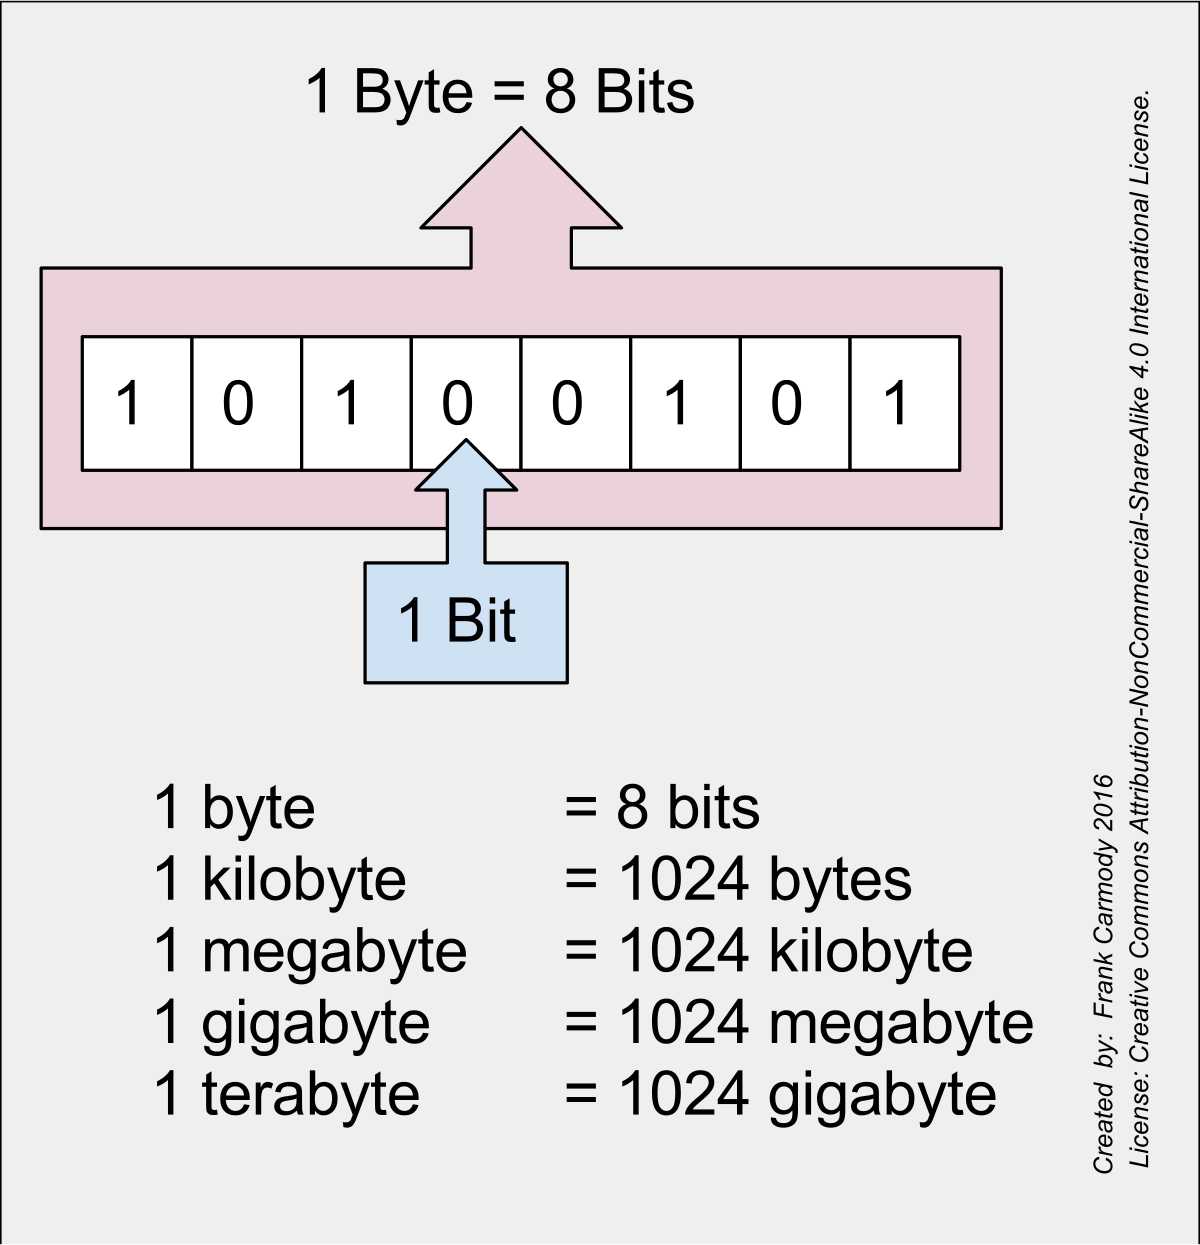 1 Byte = 8 Bits
1 0 1 0 0 1 0 1
1 Bit
1 byte = 8 bits
1 kilobyte = 1024 bytes
1 megabyte = 1024 kilobyte
1 gigabyte = 1024 megabyte
1 terabyte = 1024 gigabyte
Created by: Frank Carmody 2016
License: Creative Commons Attribution-NonCommercial-ShareAlike 4.0 International License.